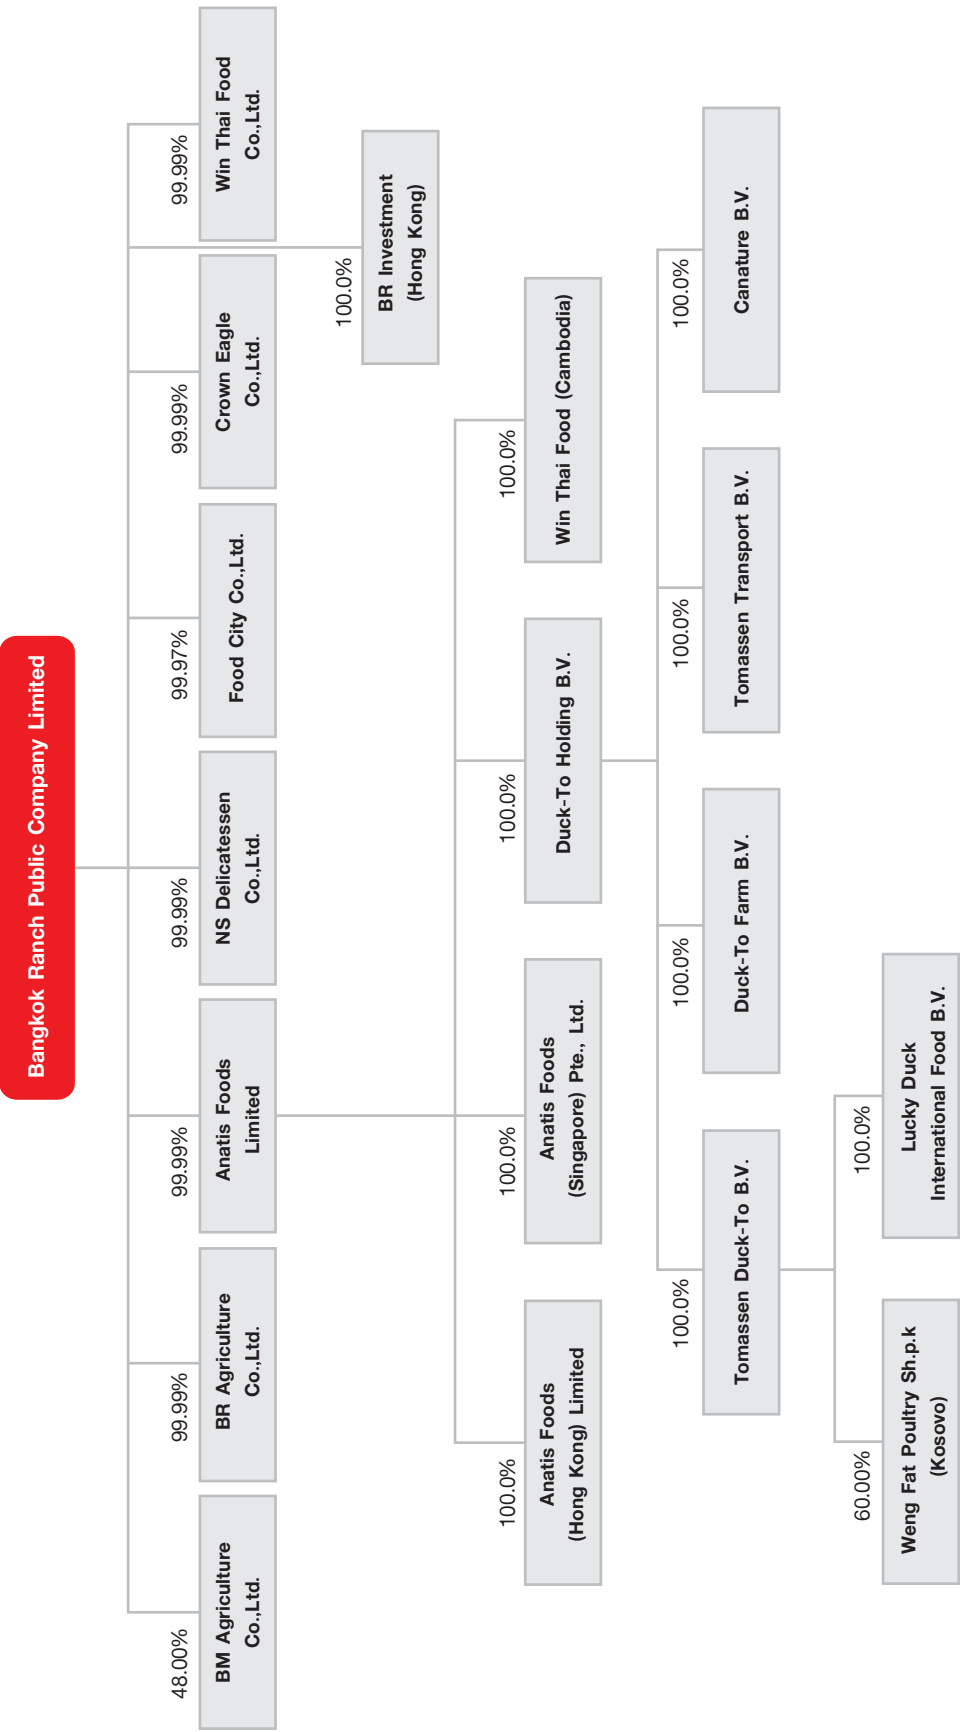 Bangkok Ranch Public Company Limited
48.00%
99.99%
99.99%
99.99%
99.97%
99.99%
99.99%
BM Agriculture
Co.,Ltd.
BR Agriculture
Co.,Ltd.
Anatis Foods
Limited
NS Delicatessen
Co.,Ltd.
Food City Co.,Ltd.
Crown Eagle
Co.,Ltd.
Win Thai Food
Co.,Ltd.
100.0%
BR Investment
(Hong Kong)
100.0%
100.0%
100.0%
100.0%
Anatis Foods
(Hong Kong) Limited
Anatis Foods
(Singapore) Pte., Ltd.
Duck-To Holding B.V.
Win Thai Food (Cambodia)
100.0%
100.0%
100.0%
100.0%
Tomassen Duck-To B.V.
Duck-To Farm B.V.
Tomassen Transport B.V.
Canature B.V.
60.00%
100.0%
Weng Fat Poultry Sh.p.k
(Kosovo)
Lucky Duck
International Food B.V.